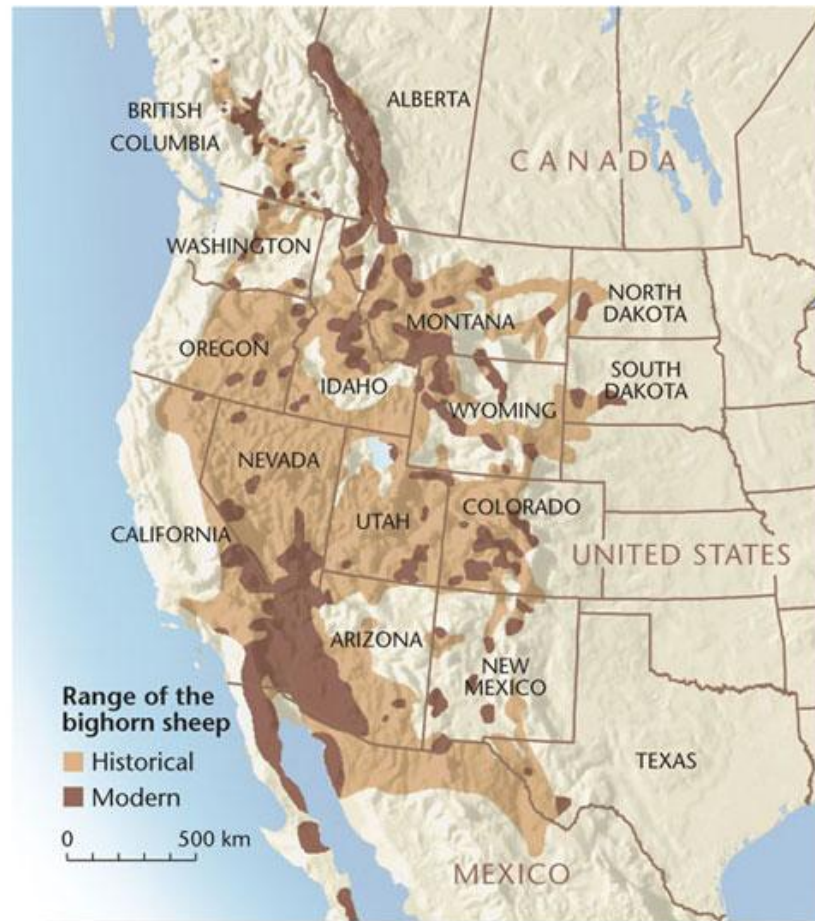 ALBERTA
BRITISH
COLUMBIA
CANADA
WASHINGTON
NORTH
DAKOTA
MONTANA
OREGON
SOUTH
DAKOTA
IDAHO
WYOMING
NEVADA
COLORADO
UTAH
CALIFORNIA
UNITED STATES
ARIZONA
NEW
MEXICO
Range of the
bighorn sheep
Historical
Modern
TEXAS
0 500 km
MEXICO